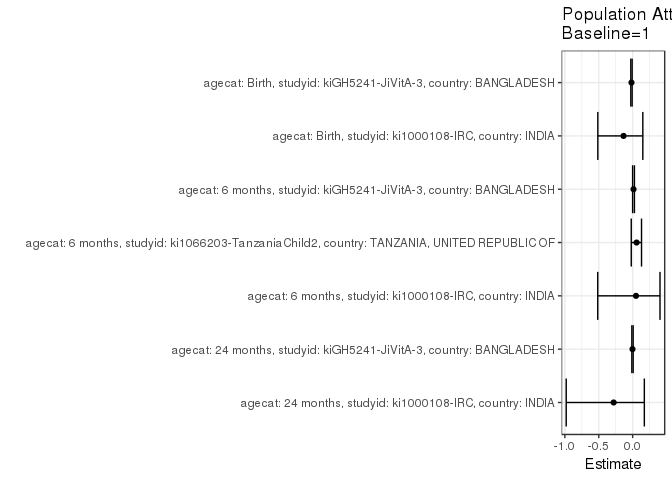 Population Att
Baseline=1
agecat: Birth, studyid: kiGH5241-JiVitA-3, country: BANGLADESH
agecat: Birth, studyid: ki1000108-IRC, country: INDIA
agecat: 6 months, studyid: kiGH5241-JiVitA-3, country: BANGLADESH
agecat: 6 months, studyid: ki1066203-TanzaniaChild2, country: TANZANIA, UNITED REPUBLIC OF
agecat: 6 months, studyid: ki1000108-IRC, country: INDIA
agecat: 24 months, studyid: kiGH5241-JiVitA-3, country: BANGLADESH
agecat: 24 months, studyid: ki1000108-IRC, country: INDIA
-1.0 -0.5 0.0
Estimate